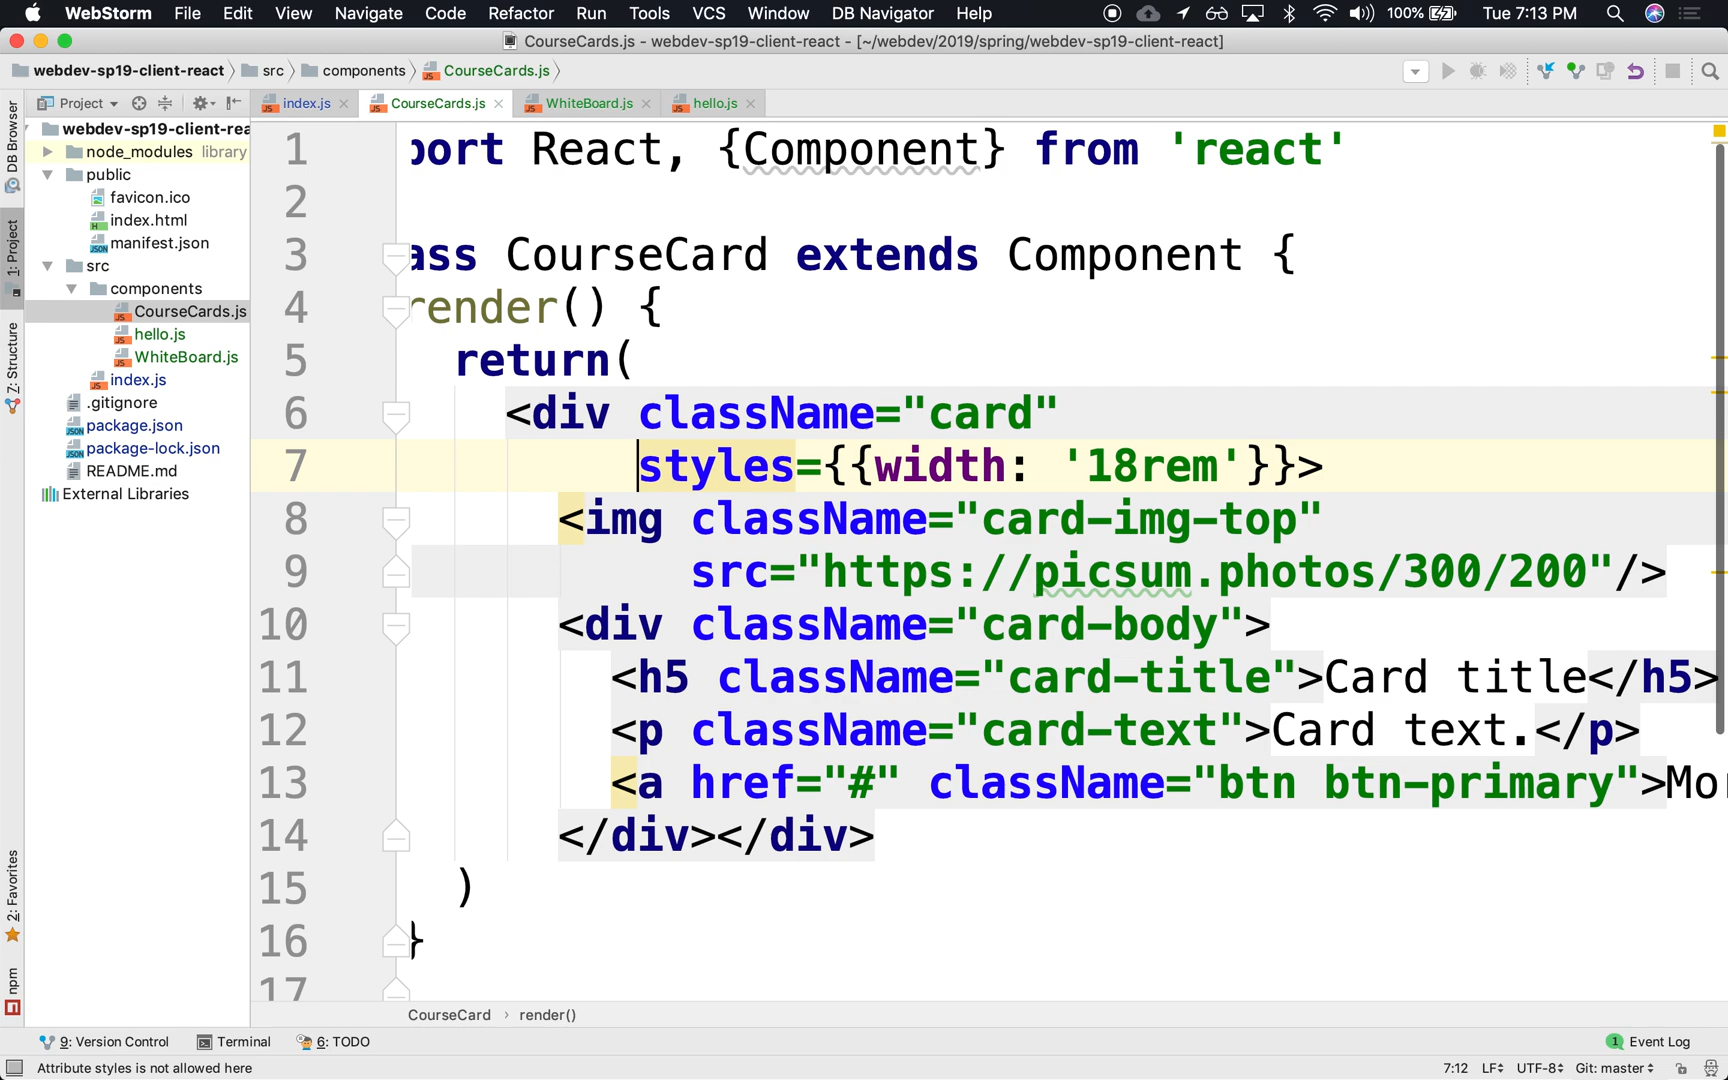 WebStorm File Edit View Navigate Code Refactor Run Tools VCS Window DB Navigator Help 100% Tue 7:13 PM
CourseCards.js - webdev-sp19-client-react - [~/webdev/2019/spring/webdev-sp19-client-react]
webdev-sp19-client-react src components CourseCards.js
Project index.js CourseCards.js WhiteBoard.js hello.js
DB Browser
1: Project
7: Structure
2: Favorites
npm
webdev-sp19-client-rea
node_modules library
public
favicon.ico
index.html
manifest.json
src
components
CourseCards.js
hello.js
WhiteBoard.js
index.js
.gitignore
package.json
package-lock.json
README.md
External Libraries
1 port React, {Component} from 'react'
2
3 ass CourseCard extends Component {
4 render() {
5 return(
6 <div className="card"
7 styles={{width: '18rem'}}>
8 <img className="card-img-top"
9 src="https://picsum.photos/300/200"/>
10 <div className="card-body">
11 <h5 className="card-title">Card title</h5>
12 <p className="card-text">Card text.</p>
13 <a href="#" className="btn btn-primary">Mor
14 </div></div>
15 )
16 }
17
CourseCard › render()
9: Version Control Terminal 6: TODO 1 Event Log
Attribute styles is not allowed here 7:12 LF UTF-8 Git: master